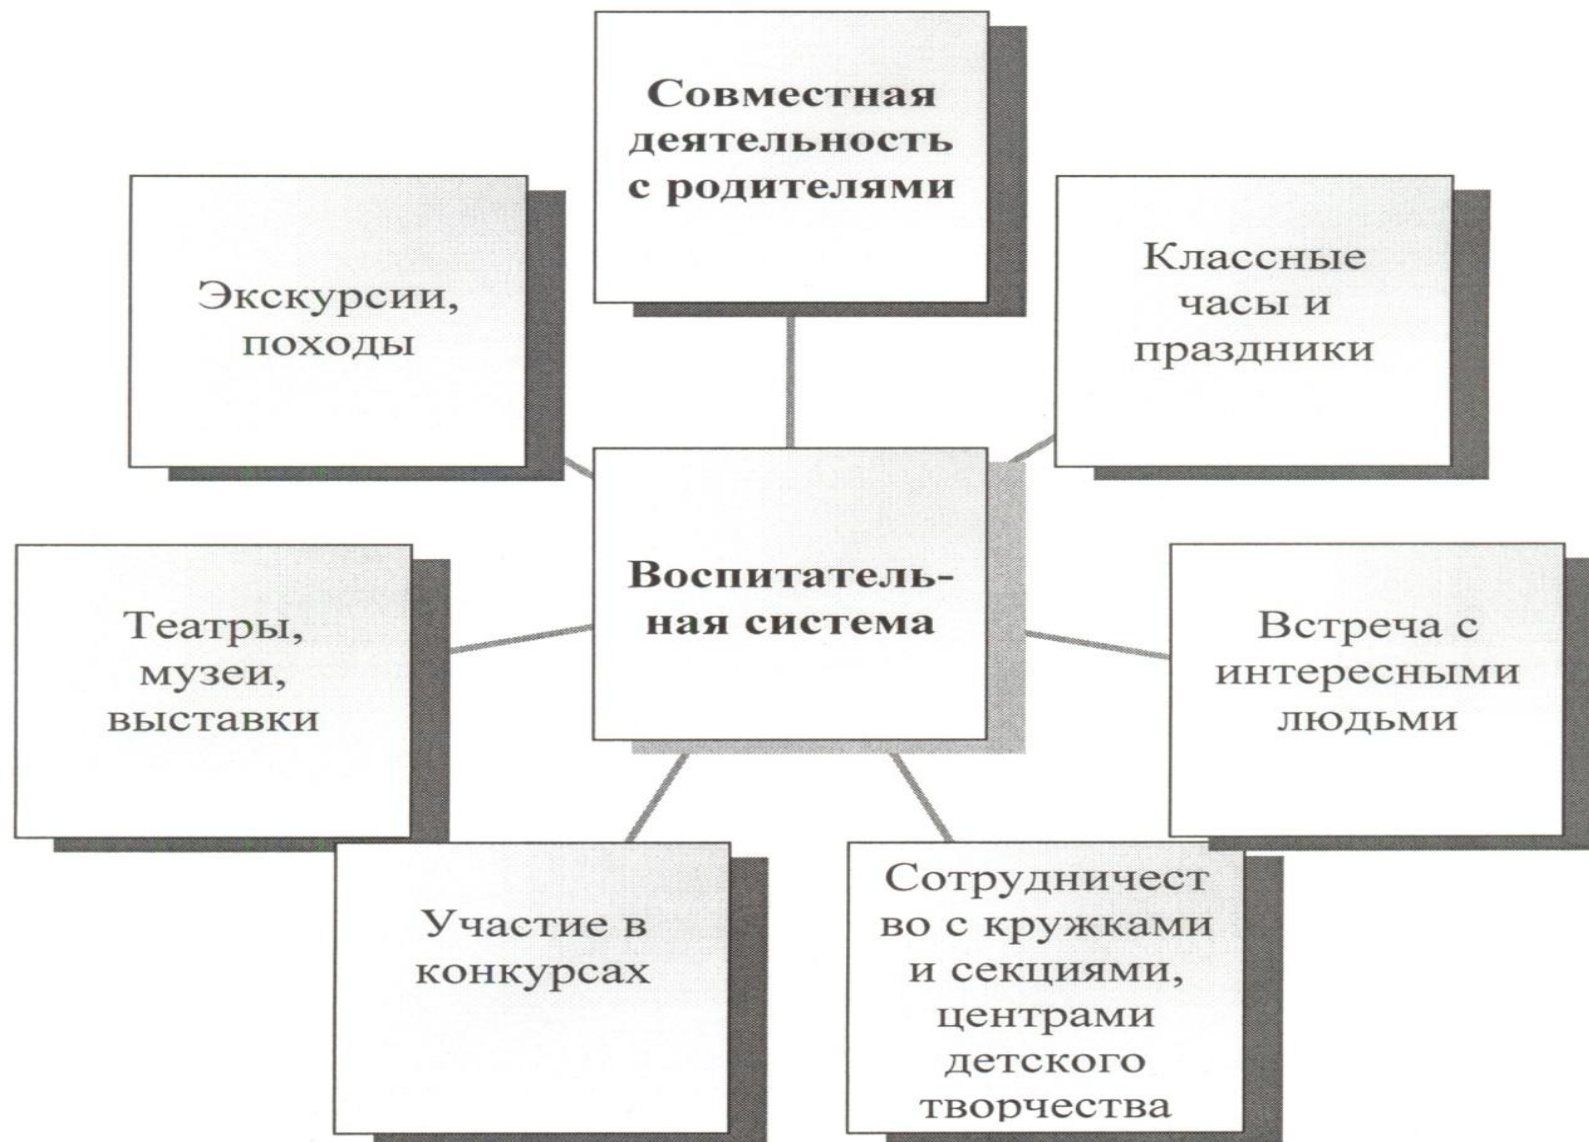 Совместная
деятельность
с родителями
Экскурсии,
походы
Классные
часы и
праздники
Воспитатель-
ная система
Театры,
музеи,
выставки
Встреча с
интересными
людьми
Участие в
конкурсах
Сотрудничест
во с кружками
и секциями,
центрами
детского
творчества